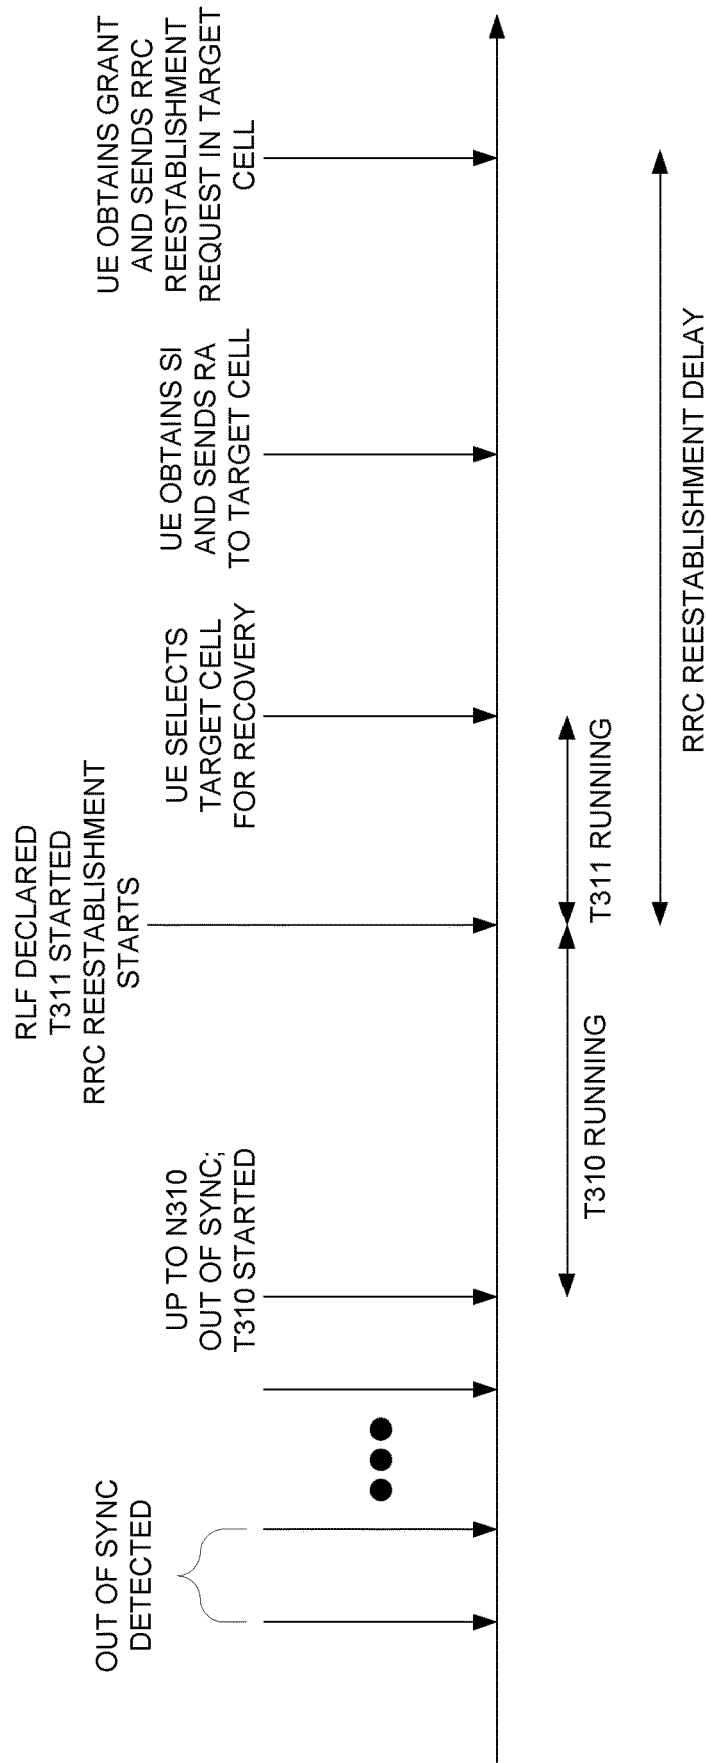 OUT OF SYNC
DETECTED
UP TO N310
OUT OF SYNC;
T310 STARTED
RLF DECLARED
T311 STARTED
RRC REESTABLISHMENT
STARTS
UE SELECTS
TARGET CELL
FOR RECOVERY
UE OBTAINS SI
AND SENDS RA
TO TARGET CELL
UE OBTAINS GRANT
AND SENDS RRC
REESTABLISHMENT
REQUEST IN TARGET
CELL
T310 RUNNING
T311 RUNNING
RRC REESTABLISHMENT DELAY